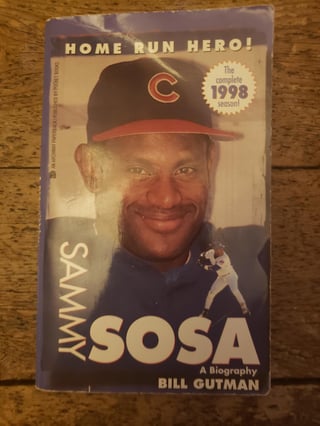 HOME RUN HERO!
The
complete
1998
season!
C
SAMMY
SOSA
A Biography
BILL GUTMAN